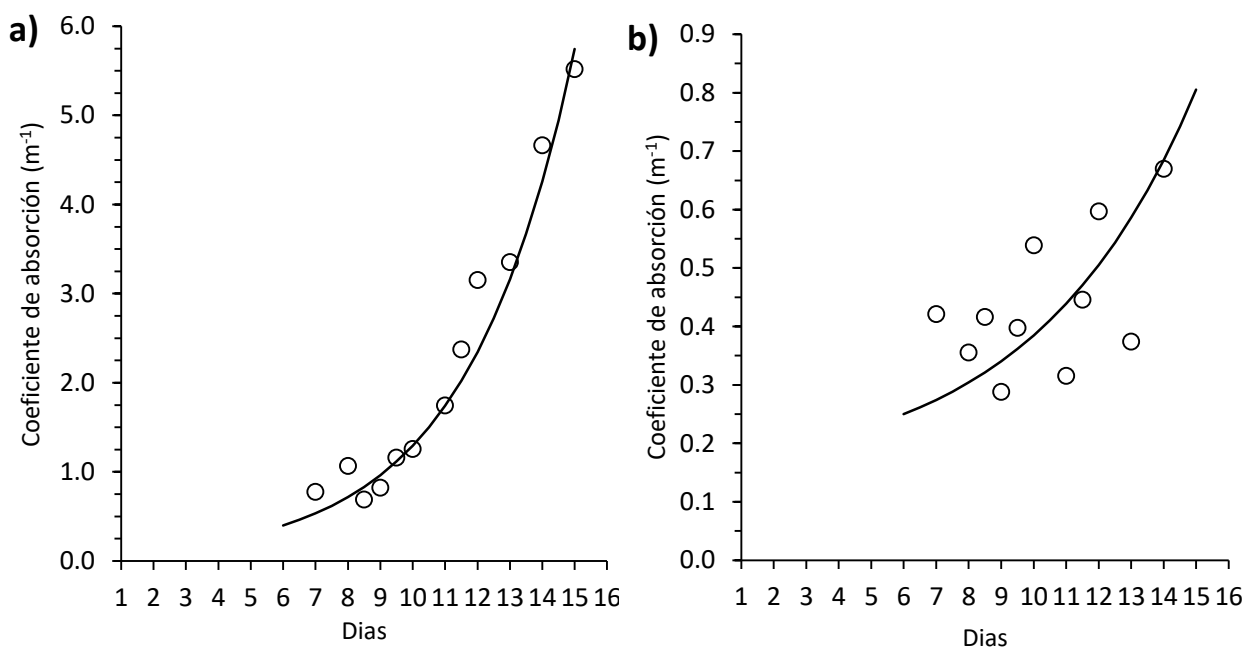 a)
6.0
5.0
4.0
3.0
2.0
1.0
0.0
Coeficiente de absorción (m⁻¹)
1 2 3 4 5 6 7 8 9 10 11 12 13 14 15 16
Dias
b)
0.9
0.8
0.7
0.6
0.5
0.4
0.3
0.2
0.1
0.0
Coeficiente de absorción (m⁻¹)
1 2 3 4 5 6 7 8 9 10 11 12 13 14 15 16
Dias